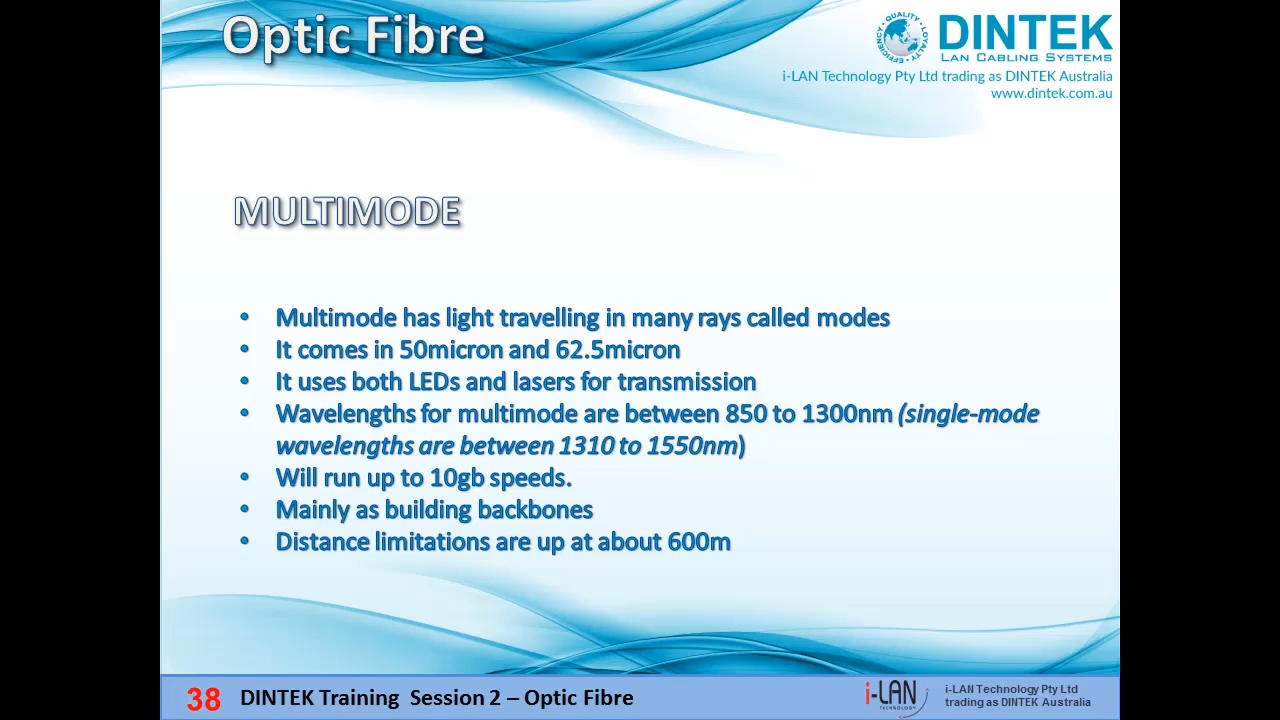 Optic Fibre
QUALITY LOYALTY EFFICIENCY
DINTEK
LAN CABLING SYSTEMS
i-LAN Technology Pty Ltd trading as DINTEK Australia
www.dintek.com.au
MULTIMODE
• Multimode has light travelling in many rays called modes
• It comes in 50micron and 62.5micron
• It uses both LEDs and lasers for transmission
• Wavelengths for multimode are between 850 to 1300nm (single-mode
wavelengths are between 1310 to 1550nm)
• Will run up to 10gb speeds.
• Mainly as building backbones
• Distance limitations are up at about 600m
38 DINTEK Training Session 2 – Optic Fibre
i-LAN
TECHNOLOGY
i-LAN Technology Pty Ltd
trading as DINTEK Australia